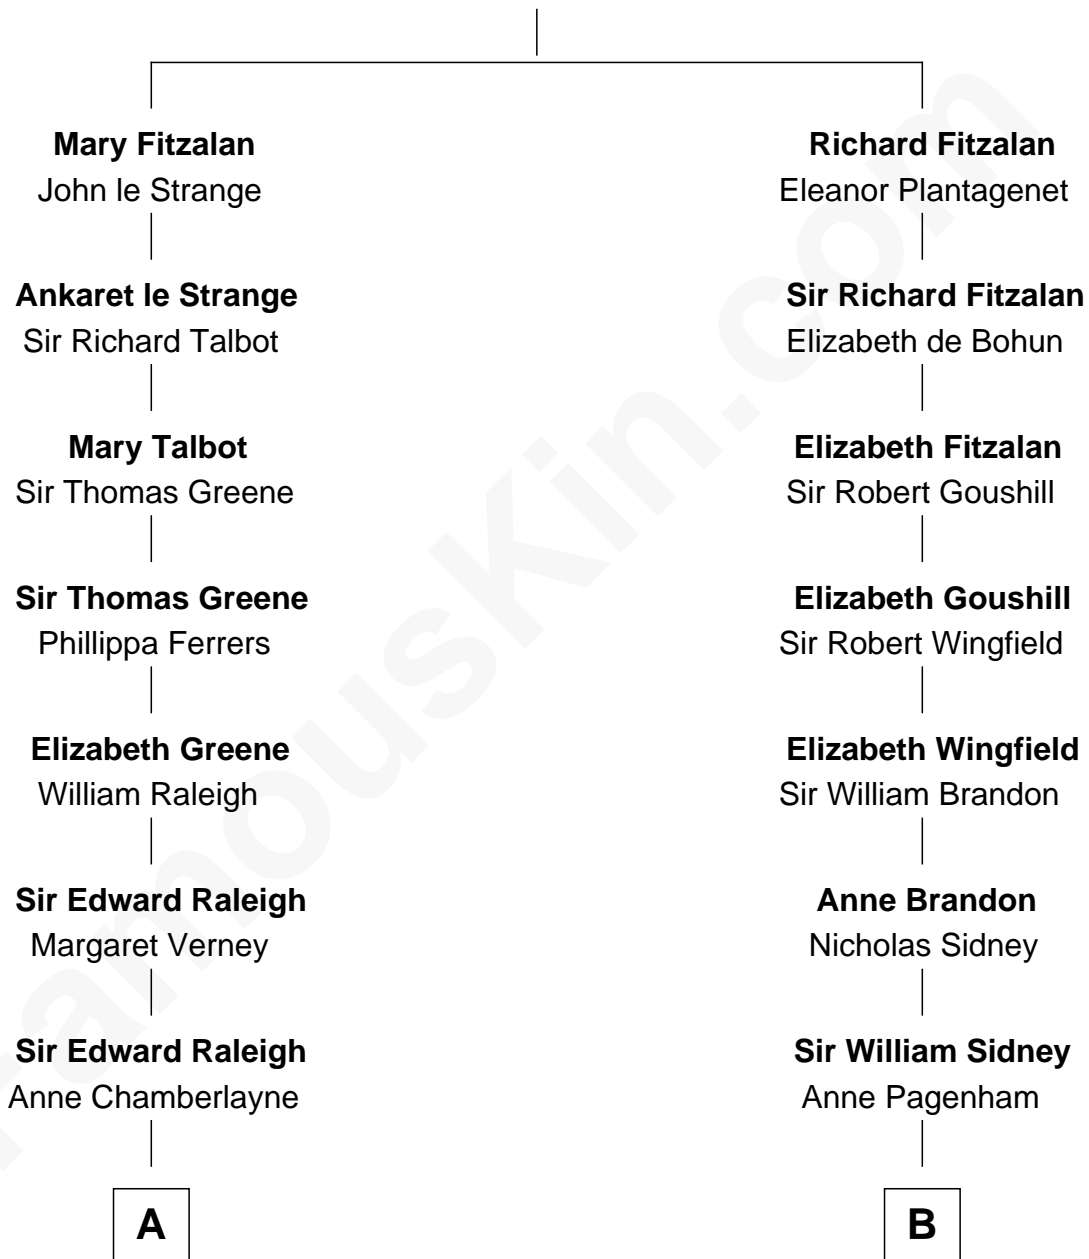 Mary Fitzalan
John le Strange
Richard Fitzalan
Eleanor Plantagenet
Ankaret le Strange
Sir Richard Talbot
Sir Richard Fitzalan
Elizabeth de Bohun
Mary Talbot
Sir Thomas Greene
Elizabeth Fitzalan
Sir Robert Goushill
Sir Thomas Greene
Phillippa Ferrers
Elizabeth Goushill
Sir Robert Wingfield
Elizabeth Greene
William Raleigh
Elizabeth Wingfield
Sir William Brandon
Sir Edward Raleigh
Margaret Verney
Anne Brandon
Nicholas Sidney
Sir Edward Raleigh
Anne Chamberlayne
Sir William Sidney
Anne Pagenham
A
B
FamousKin.com